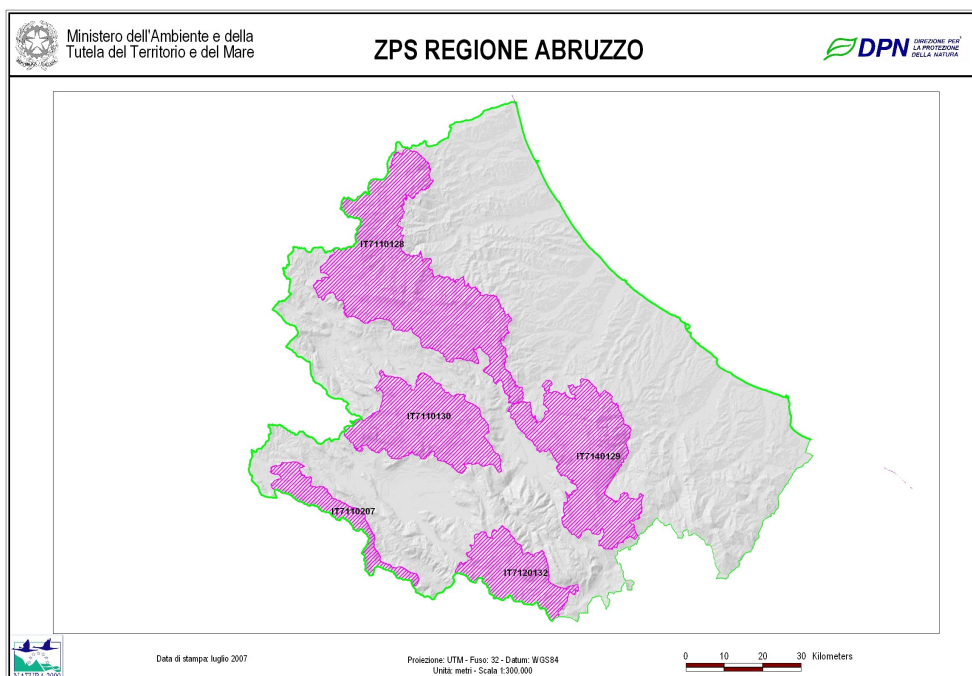 Ministero dell'Ambiente e della
Tutela del Territorio e del Mare
ZPS REGIONE ABRUZZO
DPN
DIREZIONE PER
LA PROTEZIONE
DELLA NATURA
IT7110128
IT7110130
IT7140129
IT7110207
IT7120132
NATURA 2000
Data di stampa: luglio 2007
Proiezione: UTM - Fuso: 32 - Datum: WGS84
Unità: metri - Scala 1:300.000
0 10 20 30 Kilometers